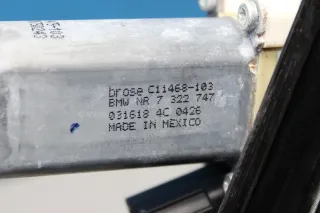 brose C11468-103
BMW NR 7 322 747
031618 4C 0426
MADE IN MEXICO